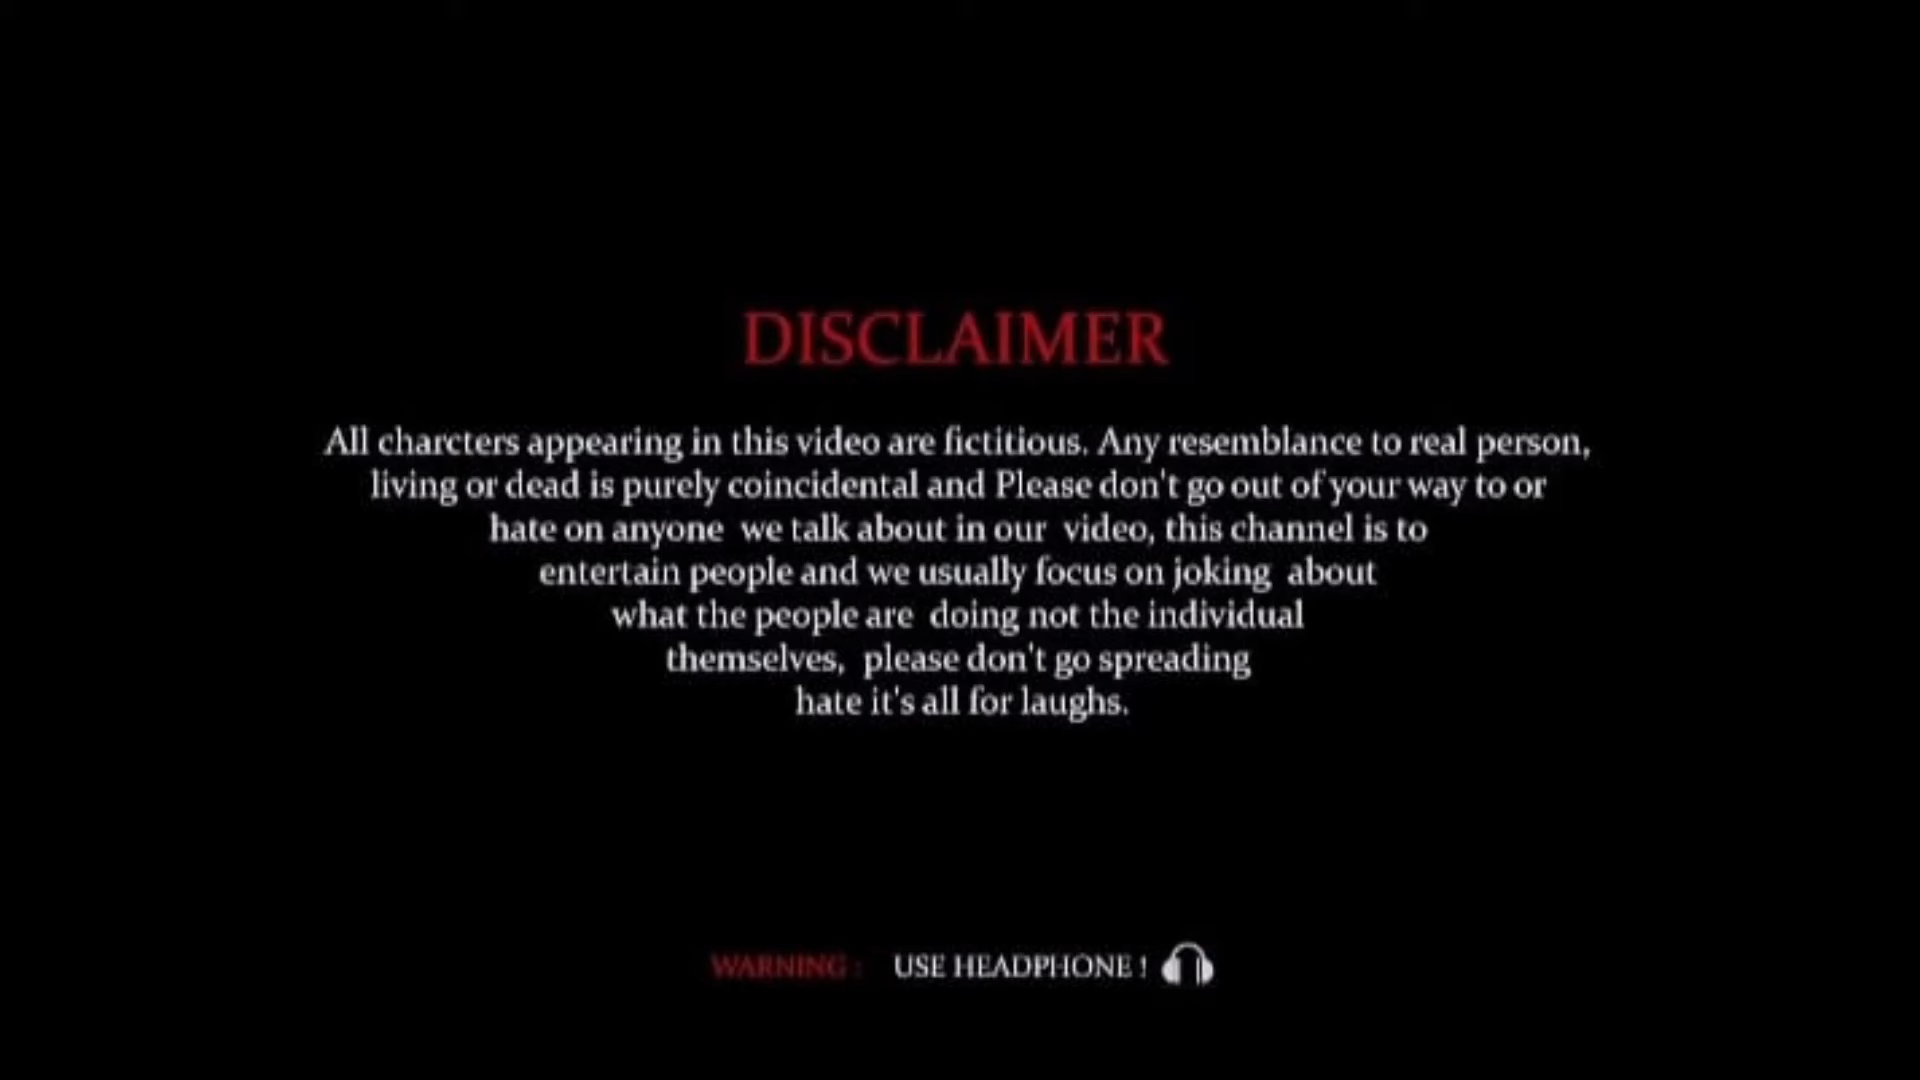 DISCLAIMER
All charcters appearing in this video are fictitious. Any resemblance to real person,
living or dead is purely coincidental and Please don't go out of your way to or
hate on anyone we talk about in our video, this channel is to
entertain people and we usually focus on joking about
what the people are doing not the individual
themselves, please don't go spreading
hate it's all for laughs.
WARNING : USE HEADPHONE !